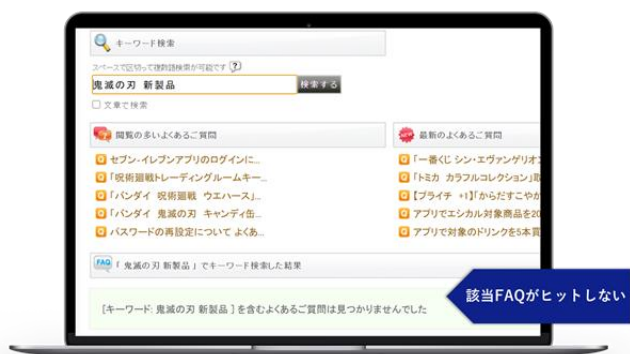 キーワード検索
スペースで区切って複数語検索が可能です ?
鬼滅の刃 新製品
検索する
文章で検索
閲覧の多いよくあるご質問
最新のよくあるご質問
セブン-イレブンアプリのログインに...
「呪術廻戦トレーディングルームキー...
「バンダイ 呪術廻戦 ウエハース」...
「バンダイ 鬼滅の刃 キャンディ缶...
パスワードの再設定について よくあ...
NEW
「一番くじ シン・エヴァンゲリオ
「トミカ カラフルコレクション」取
【プライチ +1】「からだすこやか
アプリでエシカル対象商品を20
アプリで対象のドリンクを5本買
FAQ
「 鬼滅の刃 新製品 」でキーワード検索した結果
[キーワード: 鬼滅の刃 新製品 ] を含むよくあるご質問は見つかりませんでした
該当FAQがヒットしない